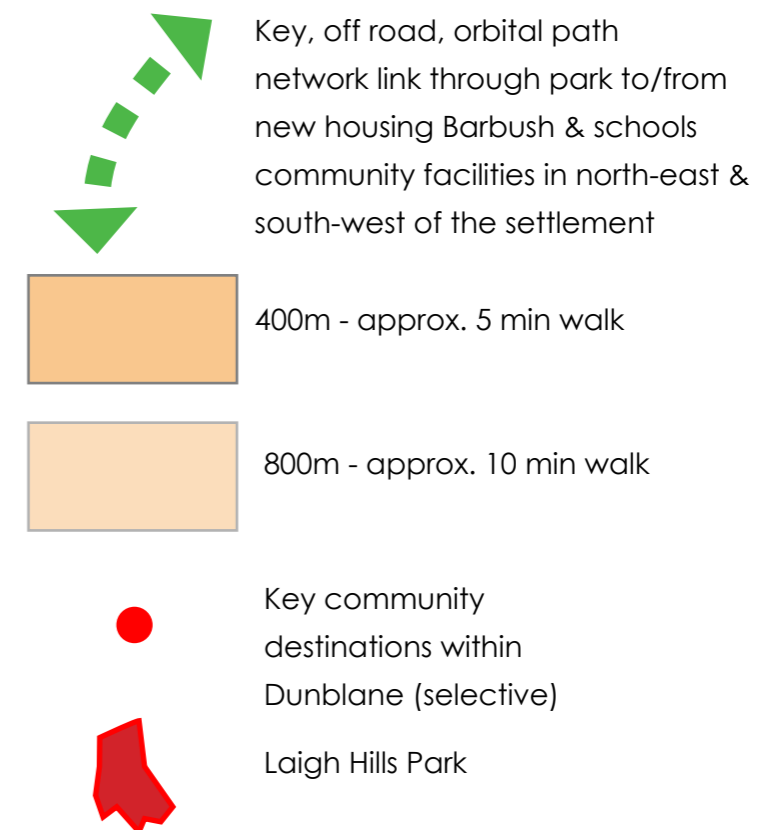 Key, off road, orbital path
network link through park to/from
new housing Barbush & schools
community facilities in north-east &
south-west of the settlement
400m - approx. 5 min walk
800m - approx. 10 min walk
Key community
destinations within
Dunblane (selective)
Laigh Hills Park